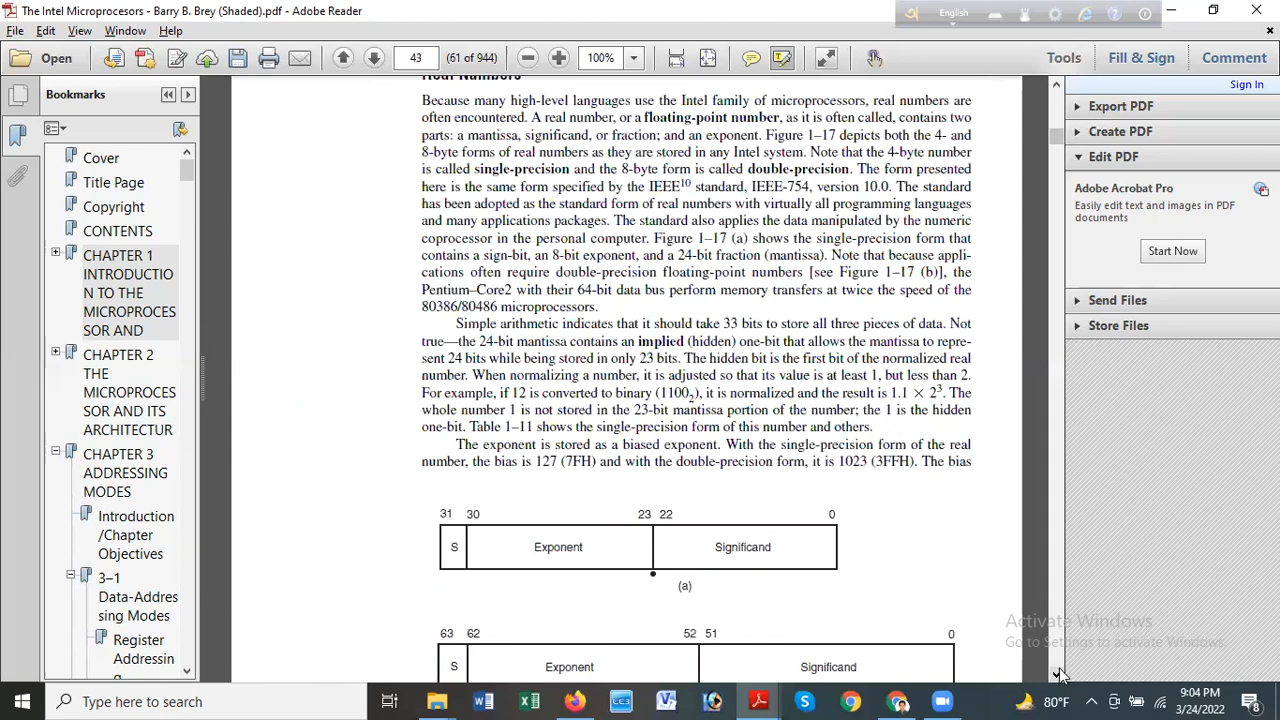 The Intel Microprocesors - Barry B. Brey (Shaded).pdf - Adobe Reader
English
File Edit View Window Help
Open
43 (61 of 944)
100%
Tools Fill & Sign Comment
Bookmarks
Cover
Title Page
Copyright
CONTENTS
CHAPTER 1
INTRODUCTIO
N TO THE
MICROPROCES
SOR AND
CHAPTER 2
THE
MICROPROCES
SOR AND ITS
ARCHITECTUR
CHAPTER 3
ADDRESSING
MODES
Introduction
/Chapter
Objectives
3–1
Data-Addres
sing Modes
Register
Addressin
g
Real Numbers
Because many high-level languages use the Intel family of microprocessors, real numbers are
often encountered. A real number, or a floating-point number, as it is often called, contains two
parts: a mantissa, significand, or fraction; and an exponent. Figure 1–17 depicts both the 4- and
8-byte forms of real numbers as they are stored in any Intel system. Note that the 4-byte number
is called single-precision and the 8-byte form is called double-precision. The form presented
here is the same form specified by the IEEE¹⁰ standard, IEEE-754, version 10.0. The standard
has been adopted as the standard form of real numbers with virtually all programming languages
and many applications packages. The standard also applies the data manipulated by the numeric
coprocessor in the personal computer. Figure 1–17 (a) shows the single-precision form that
contains a sign-bit, an 8-bit exponent, and a 24-bit fraction (mantissa). Note that because appli-
cations often require double-precision floating-point numbers [see Figure 1–17 (b)], the
Pentium–Core2 with their 64-bit data bus perform memory transfers at twice the speed of the
80386/80486 microprocessors.
Simple arithmetic indicates that it should take 33 bits to store all three pieces of data. Not
true—the 24-bit mantissa contains an implied (hidden) one-bit that allows the mantissa to repre-
sent 24 bits while being stored in only 23 bits. The hidden bit is the first bit of the normalized real
number. When normalizing a number, it is adjusted so that its value is at least 1, but less than 2.
For example, if 12 is converted to binary (1100₂), it is normalized and the result is 1.1 × 2³. The
whole number 1 is not stored in the 23-bit mantissa portion of the number; the 1 is the hidden
one-bit. Table 1–11 shows the single-precision form of this number and others.
The exponent is stored as a biased exponent. With the single-precision form of the real
number, the bias is 127 (7FH) and with the double-precision form, it is 1023 (3FFH). The bias
31 30 23 22 0
S Exponent Significand
(a)
63 62 52 51 0
S Exponent Significand
Sign In
Export PDF
Create PDF
Edit PDF
Adobe Acrobat Pro
Easily edit text and images in PDF
documents
Start Now
Send Files
Store Files
Activate Windows
Go to Settings to activate Windows.
Type here to search
80°F
9:04 PM
3/24/2022
8